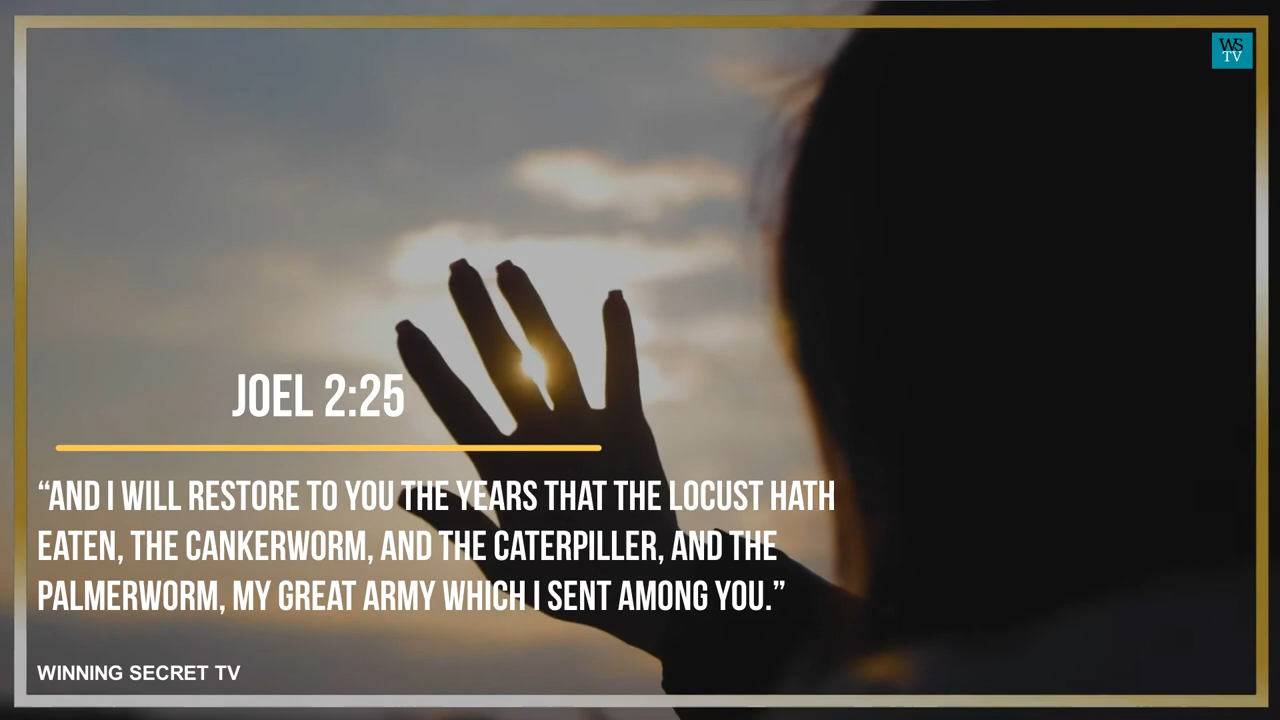 WS
TV
JOEL 2:25
“AND I WILL RESTORE TO YOU THE YEARS THAT THE LOCUST HATH
EATEN, THE CANKERWORM, AND THE CATERPILLER, AND THE
PALMERWORM, MY GREAT ARMY WHICH I SENT AMONG YOU.”
WINNING SECRET TV